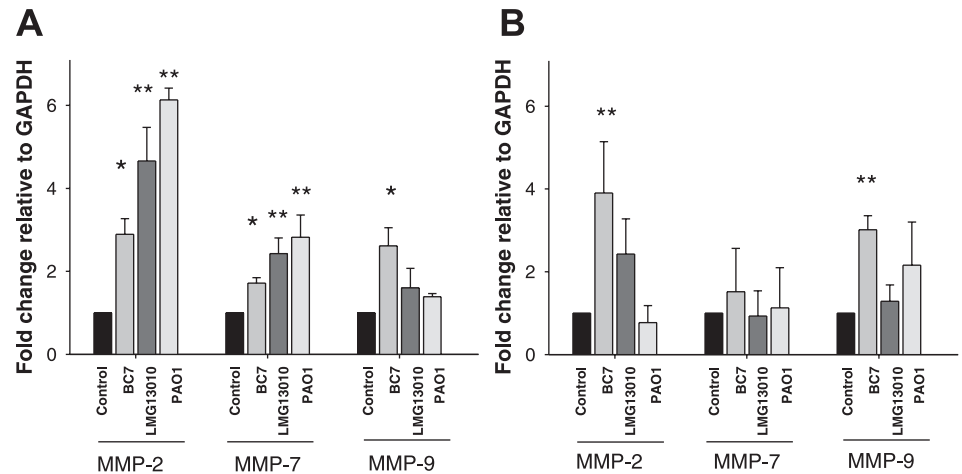 A
Fold change relative to GAPDH
6
4
2
0
* ** **
* ** **
*
Control BC7 LMG13010 PAO1
Control BC7 LMG13010 PAO1
Control BC7 LMG13010 PAO1
MMP-2 MMP-7 MMP-9
B
Fold change relative to GAPDH
6
4
2
0
**
**
Control BC7 LMG13010 PAO1
Control BC7 LMG13010 PAO1
Control BC7 LMG13010 PAO1
MMP-2 MMP-7 MMP-9